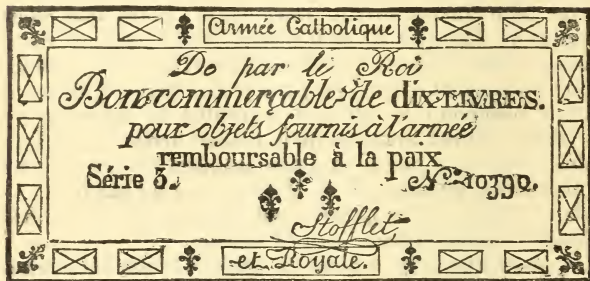 Armée Catholique
De par le Roi
Bon commerçable de DIX LIVRES.
pour objets fournis à l'armée
remboursable à la paix
Série 3. N° 10390.
Stofflet
et Royale.